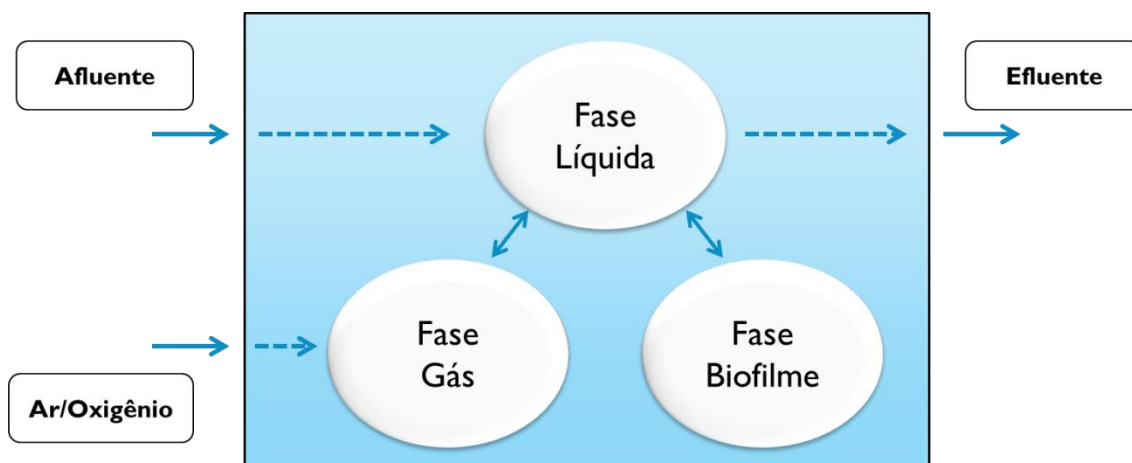 Afluente
Efluente
Fase
Líquida
Fase
Gás
Fase
Biofilme
Ar/Oxigênio